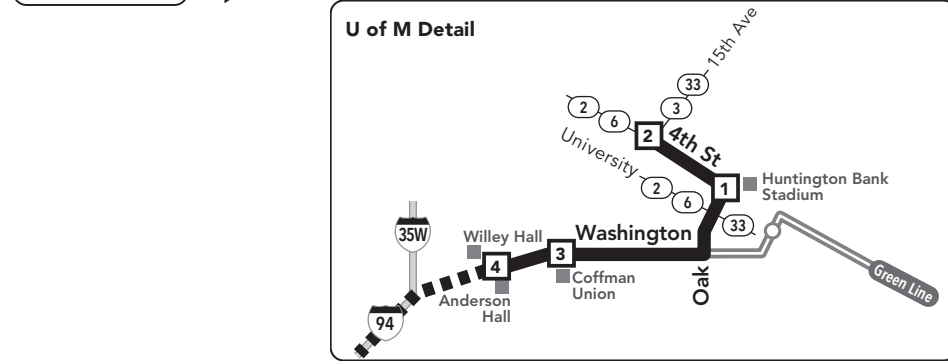 U of M Detail
15th Ave
33
3
2
6
2
4th St
University
2
6
33
1
Huntington Bank
Stadium
35W
Willey Hall
Washington
4
3
Coffman
Union
Anderson
Hall
Oak
Green Line
94